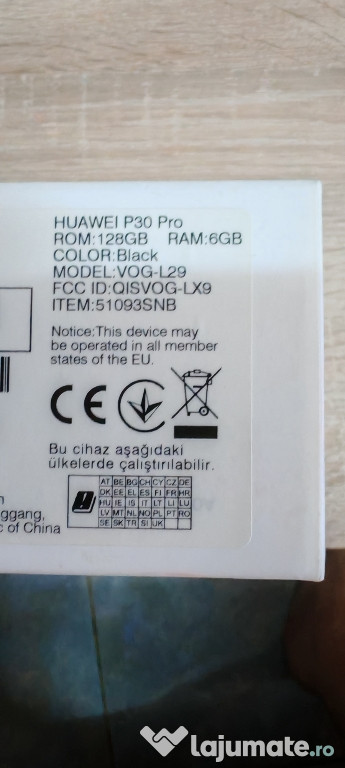 HUAWEI P30 Pro
ROM:128GB RAM:6GB
COLOR:Black
MODEL:VOG-L29
FCC ID:QISVOG-LX9
ITEM:51093SNB
Notice:This device may
be operated in all member
states of the EU.
CE
Bu cihaz aşağıdaki
ülkelerde çalıştırılabilir.
AT BE BG CH CY CZ DE
DK EE EL ES FI FR HR
HU IE IS IT LT LI LU
LV MT NL NO PL PT RO
SE SK TR SI UK
ggang,
of China
lajumate.ro